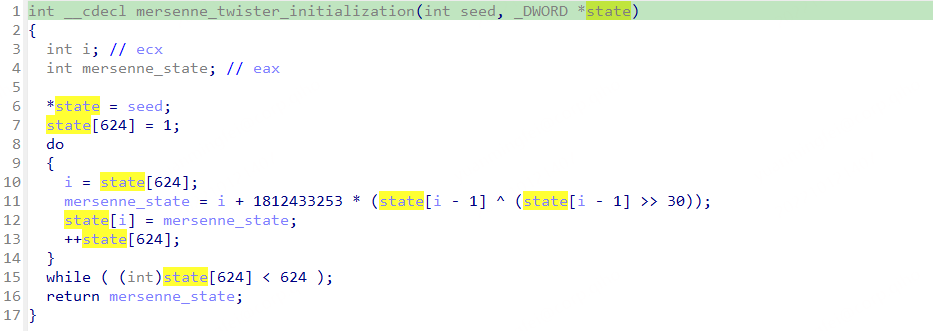 1 int __cdecl mersenne_twister_initialization(int seed, _DWORD *state)
2 {
3   int i; // ecx
4   int mersenne_state; // eax
5
6   *state = seed;
7   state[624] = 1;
8   do
9   {
10     i = state[624];
11     mersenne_state = i + 1812433253 * (state[i - 1] ^ (state[i - 1] >> 30));
12     state[i] = mersenne_state;
13     ++state[624];
14   }
15   while ( (int)state[624] < 624 );
16   return mersenne_state;
17 }